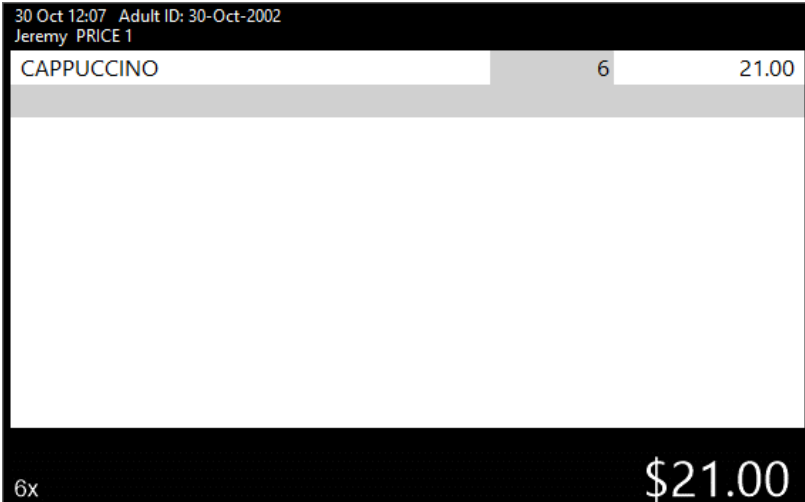 30 Oct 12:07 Adult ID: 30-Oct-2002
Jeremy PRICE 1
CAPPUCCINO 6 21.00
6x $21.00